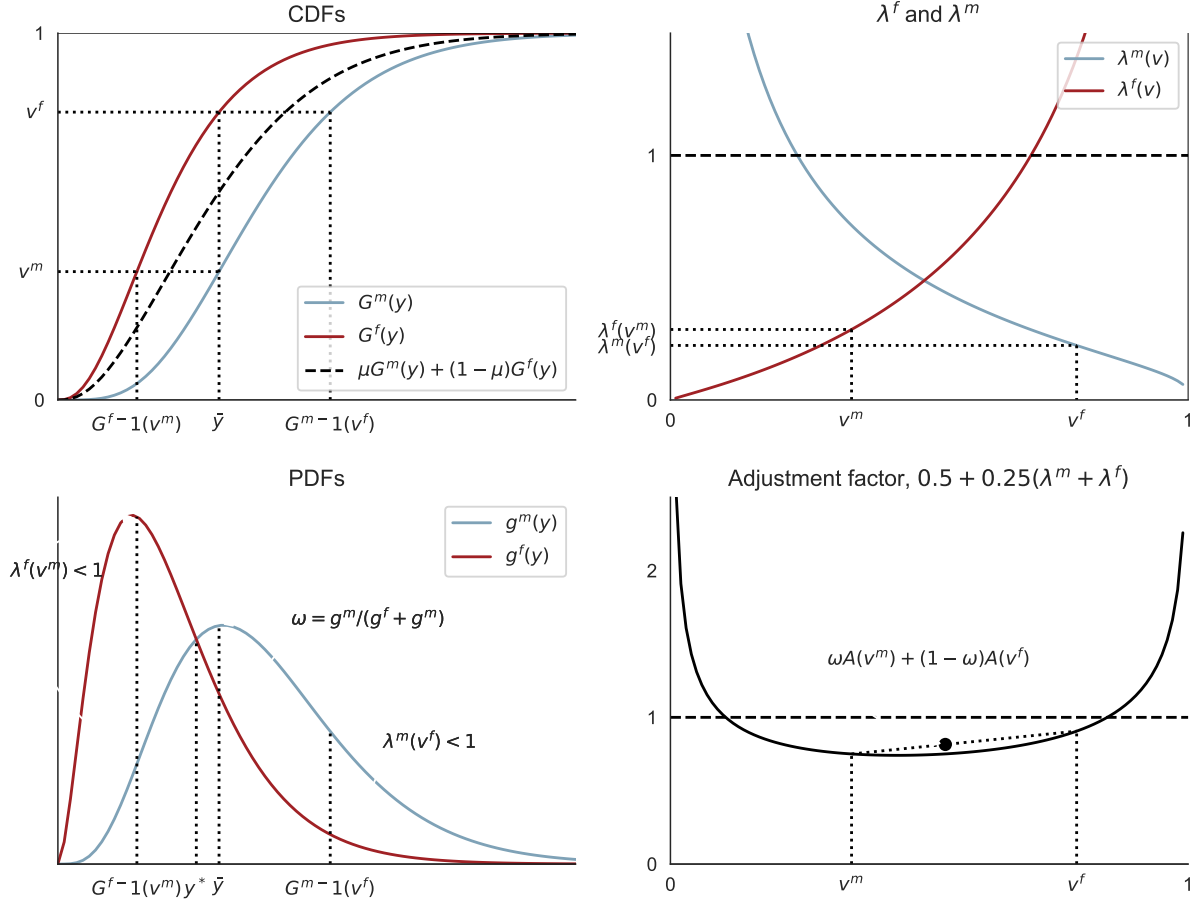 CDFs
1
v^f
v^m
0
G^m(y)
G^f(y)
μG^m(y) + (1 − μ)G^f(y)
G^{f−1}(v^m)
ȳ
G^{m−1}(v^f)
λ^f and λ^m
λ^m(v)
λ^f(v)
1
λ^f(v^m)
λ^m(v^f)
0
0
v^m
v^f
1
PDFs
g^m(y)
g^f(y)
λ^f(v^m) < 1
ω = g^m/(g^f + g^m)
λ^m(v^f) < 1
G^{f−1}(v^m)
y*
ȳ
G^{m−1}(v^f)
Adjustment factor, 0.5 + 0.25(λ^m + λ^f)
2
ωA(v^m) + (1 − ω)A(v^f)
1
0
0
v^m
v^f
1